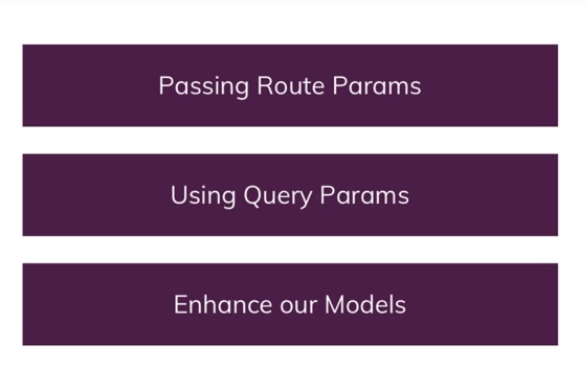 Passing Route Params
Using Query Params
Enhance our Models